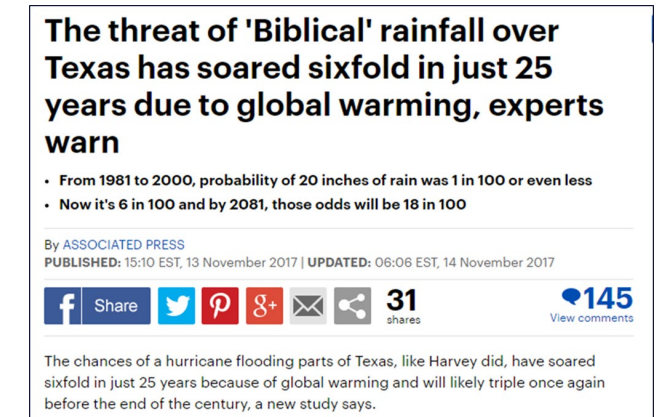 The threat of 'Biblical' rainfall over
Texas has soared sixfold in just 25
years due to global warming, experts
warn
• From 1981 to 2000, probability of 20 inches of rain was 1 in 100 or even less
• Now it's 6 in 100 and by 2081, those odds will be 18 in 100
By ASSOCIATED PRESS
PUBLISHED: 15:10 EST, 13 November 2017 | UPDATED: 06:06 EST, 14 November 2017
f Share g+ 31 shares
145 View comments
The chances of a hurricane flooding parts of Texas, like Harvey did, have soared
sixfold in just 25 years because of global warming and will likely triple once again
before the end of the century, a new study says.